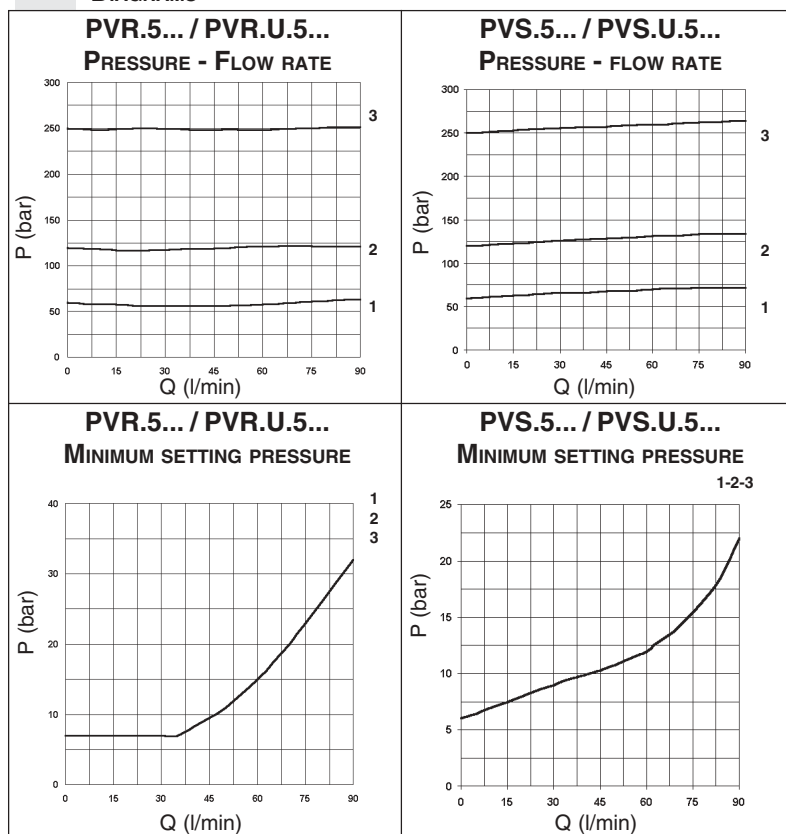 DIAGRAMS
PVR.5... / PVR.U.5...
PRESSURE - FLOW RATE
300
250
200
150
100
50
0
P (bar)
3
2
1
0 15 30 45 60 75 90
Q (l/min)
PVS.5... / PVS.U.5...
PRESSURE - FLOW RATE
300
250
200
150
100
50
0
P (bar)
3
2
1
0 15 30 45 60 75 90
Q (l/min)
PVR.5... / PVR.U.5...
MINIMUM SETTING PRESSURE
40
30
20
10
0
P (bar)
1
2
3
0 15 30 45 60 75 90
Q (l/min)
PVS.5... / PVS.U.5...
MINIMUM SETTING PRESSURE
1-2-3
25
20
15
10
5
0
P (bar)
0 15 30 45 60 75 90
Q (l/min)